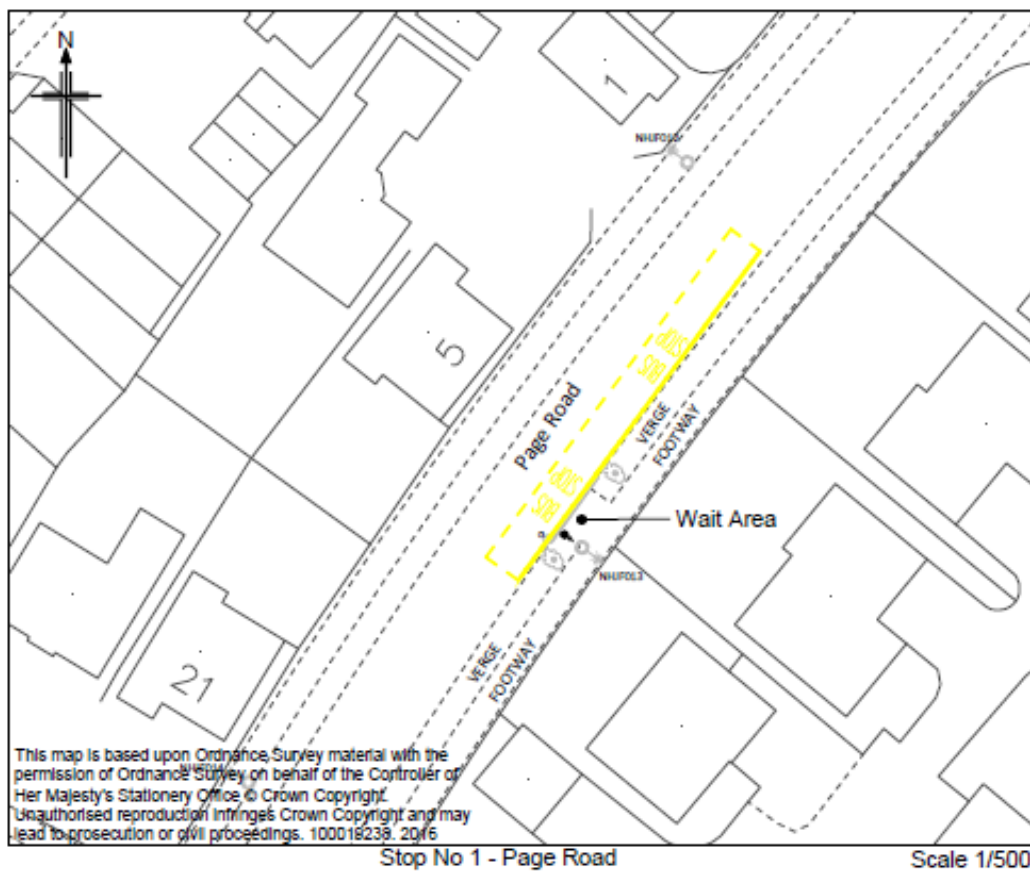 N
1
NHJF013
5
Page Road
BUS STOP
BUS STOP
VERGE
FOOTWAY
Wait Area
VERGE
FOOTWAY
21
This map is based upon Ordnance Survey material with the
permission of Ordnance Survey on behalf of the Controller of
Her Majesty's Stationery Office © Crown Copyright.
Unauthorised reproduction infringes Crown Copyright and may
lead to prosecution or civil proceedings. 100019238. 2016
Stop No 1 - Page Road
Scale 1/500